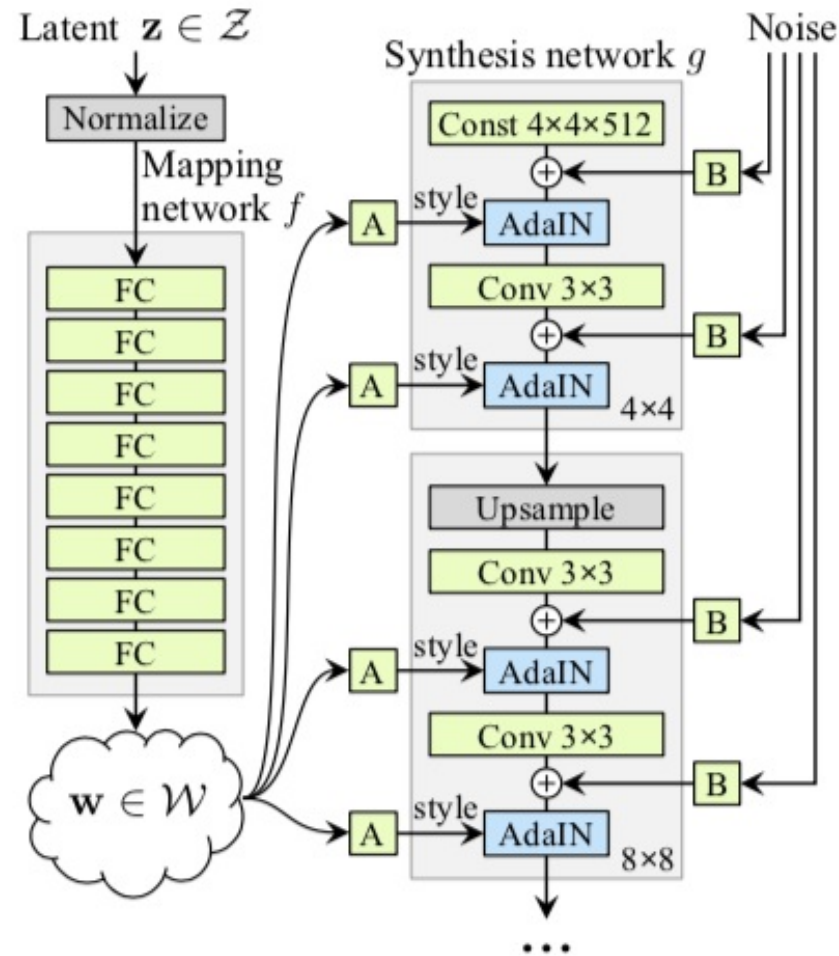 Latent z ∈ 𝒵
Normalize
Mapping
network f
FC
FC
FC
FC
FC
FC
FC
FC
w ∈ 𝒲
Synthesis network g
Noise
Const 4×4×512
B
A
style
AdaIN
Conv 3×3
B
A
style
AdaIN
4×4
Upsample
Conv 3×3
B
A
style
AdaIN
Conv 3×3
B
A
style
AdaIN
8×8
...